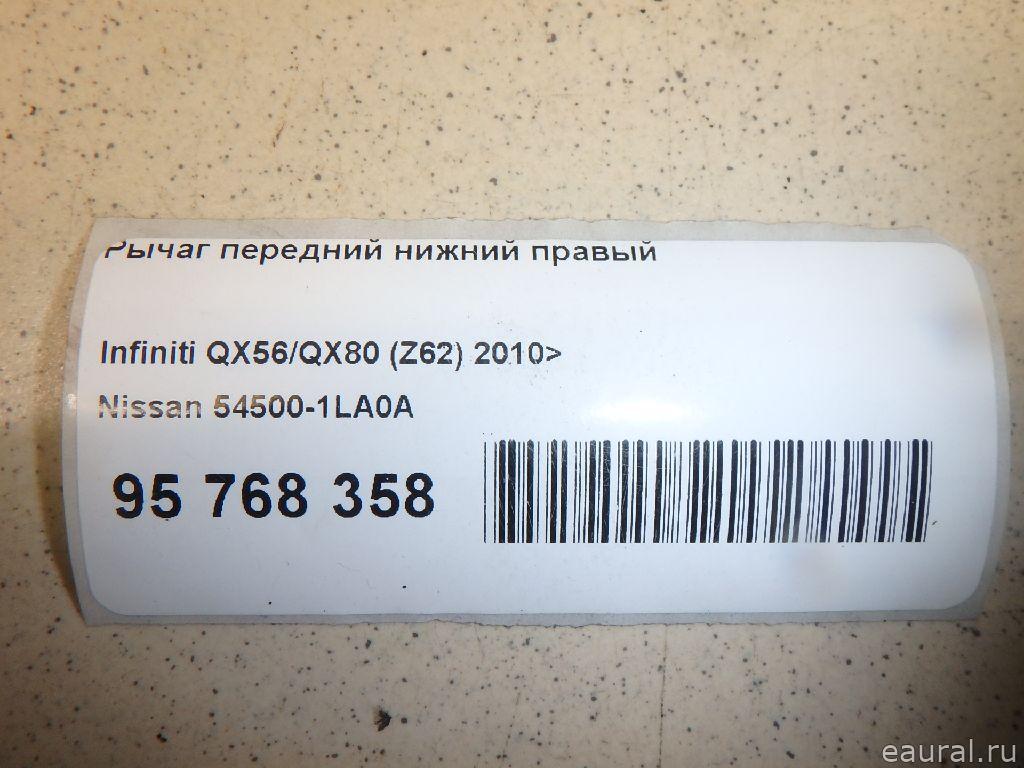 Рычаг передний нижний правый
Infiniti QX56/QX80 (Z62) 2010>
Nissan 54500-1LA0A
95 768 358
eaural.ru